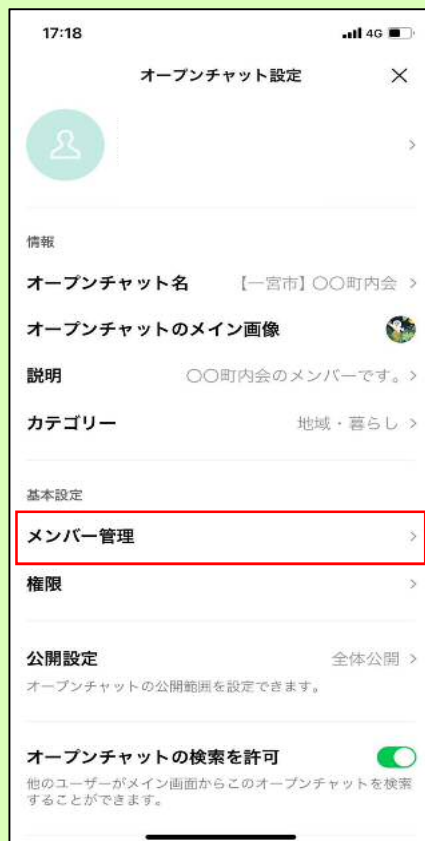 17:18
4G
オープンチャット設定
情報
オープンチャット名 【一宮市】〇〇町内会
オープンチャットのメイン画像
説明 〇〇町内会のメンバーです。
カテゴリー 地域・暮らし
基本設定
メンバー管理
権限
公開設定 全体公開
オープンチャットの公開範囲を設定できます。
オープンチャットの検索を許可
他のユーザーがメイン画面からこのオープンチャットを検索
することができます。